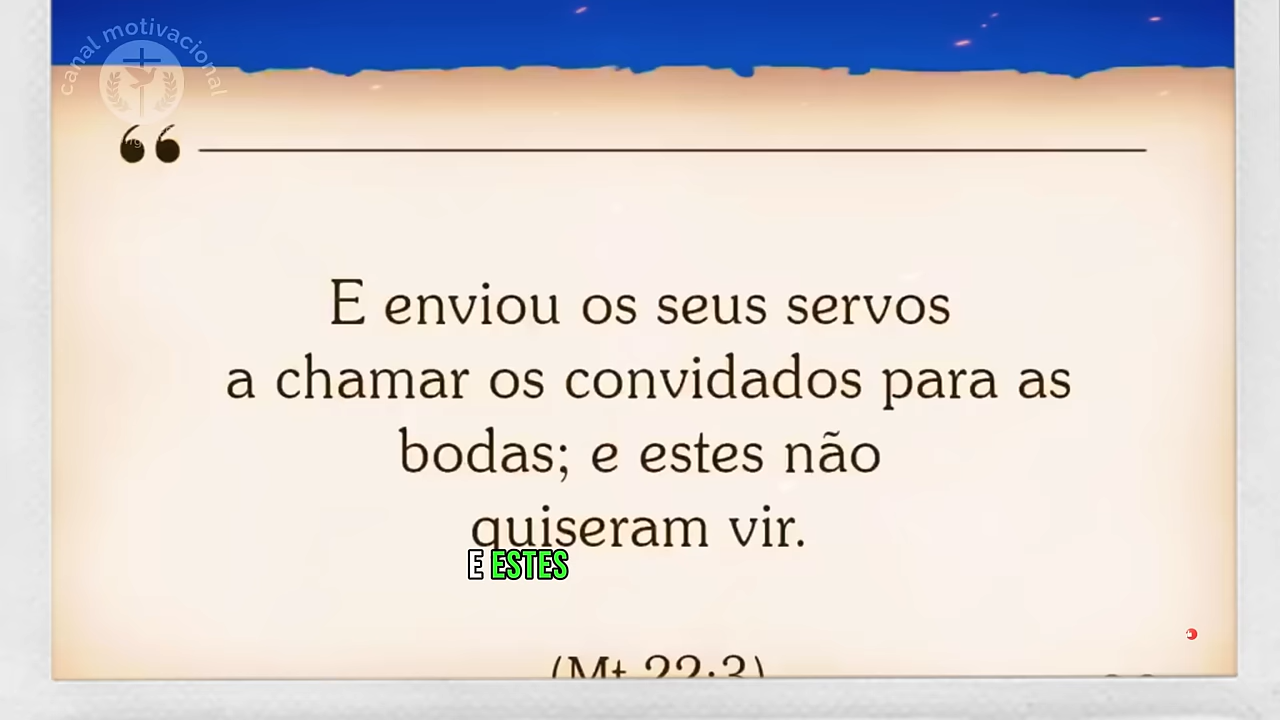 canal motivacional
E enviou os seus servos
a chamar os convidados para as
bodas; e estes não
quiseram vir.
E ESTES
(Mt 22:3)